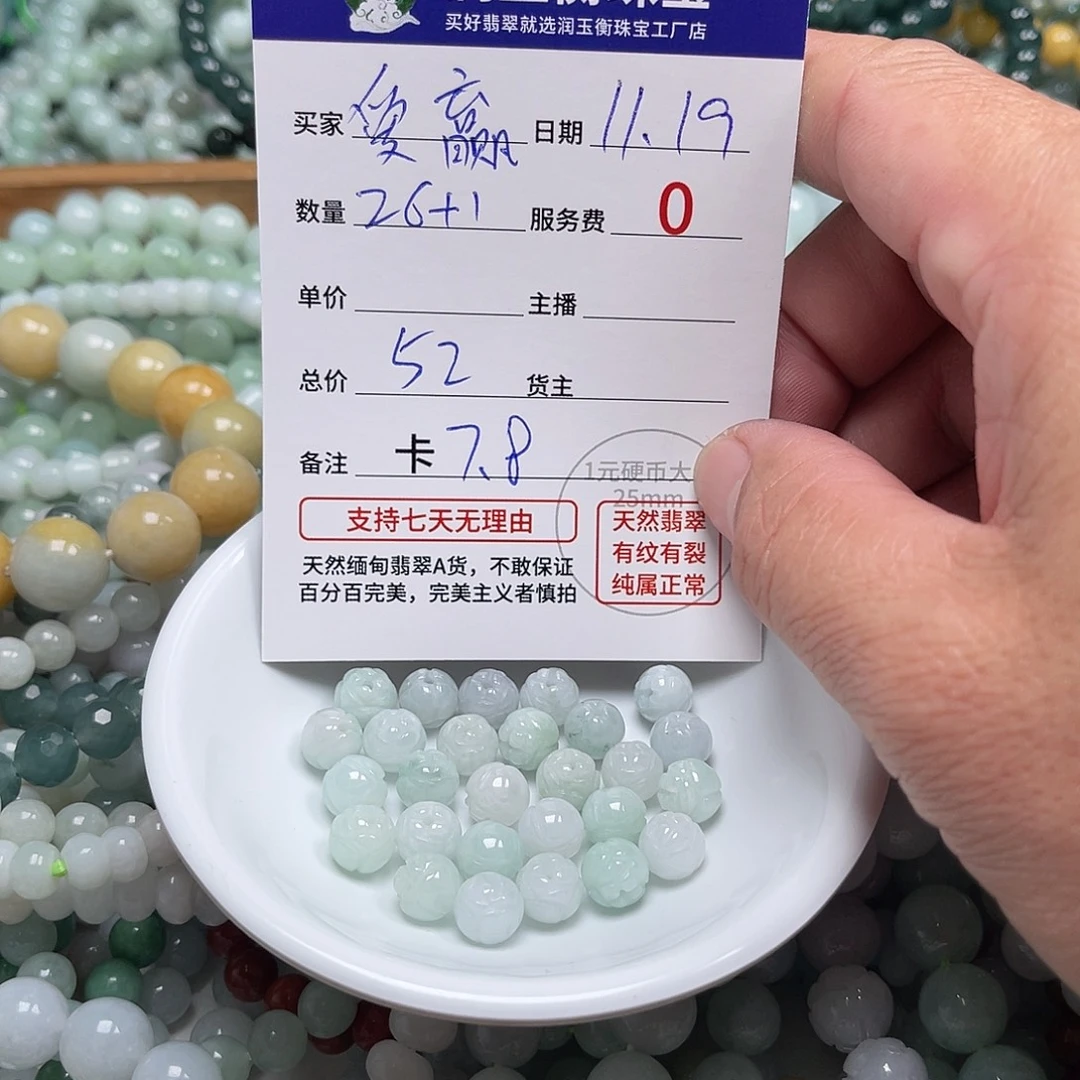 买好翡翠就选润玉衡珠宝工厂店
买家 日期 11.19
数量 26+1 服务费 0
单价 主播
总价 52 货主
备注 卡 7.8
1元硬币大
25mm
支持七天无理由
天然缅甸翡翠A货，不敢保证
百分百完美，完美主义者慎拍
天然翡翠
有纹有裂
纯属正常